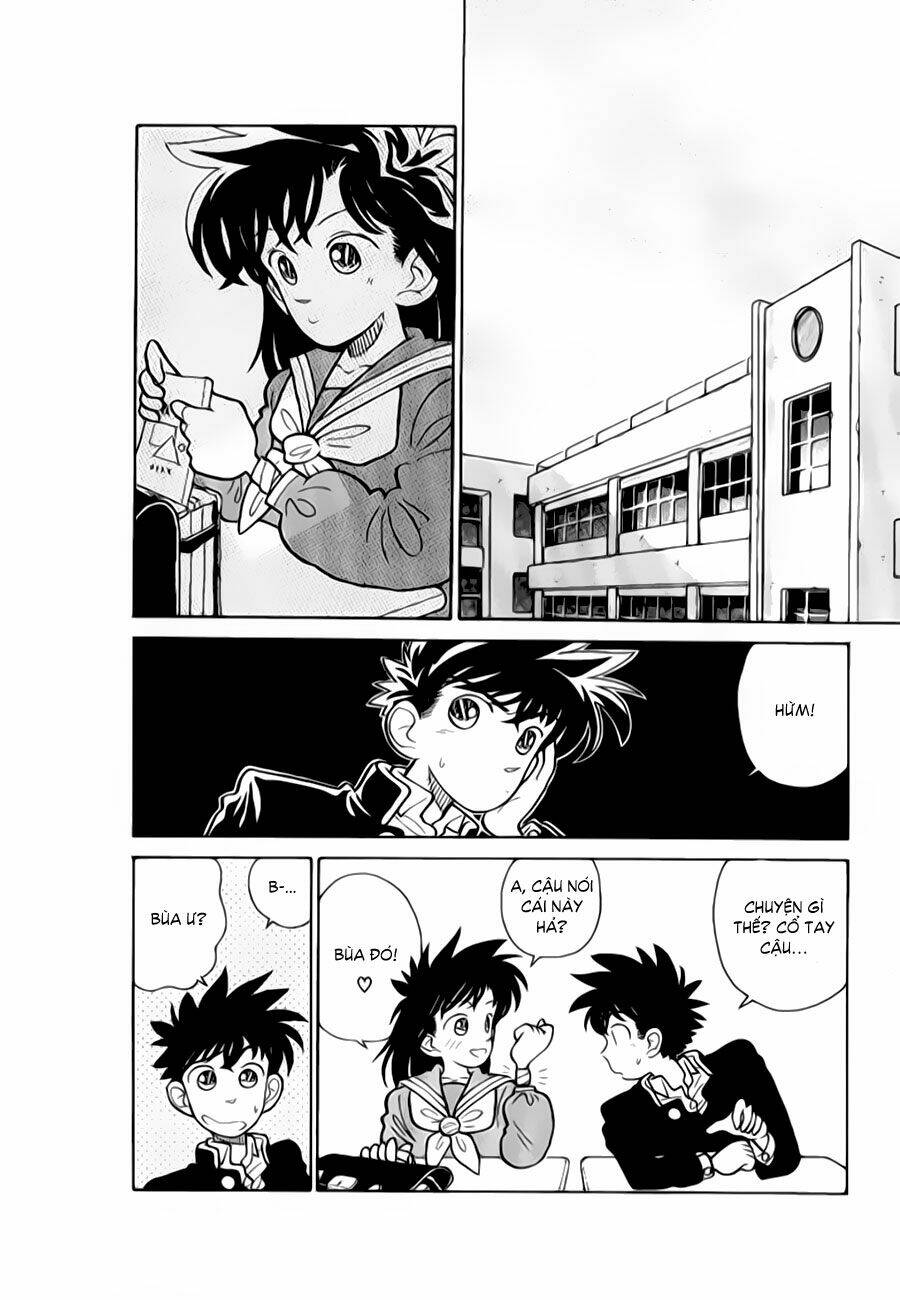 HỪM!
CHUYỆN GÌ
THẾ? CỔ TAY
CẬU...
A, CẬU NÓI
CÁI NÀY
HẢ?
BÙA ĐÓ!
♡
B-...
BÙA Ư?